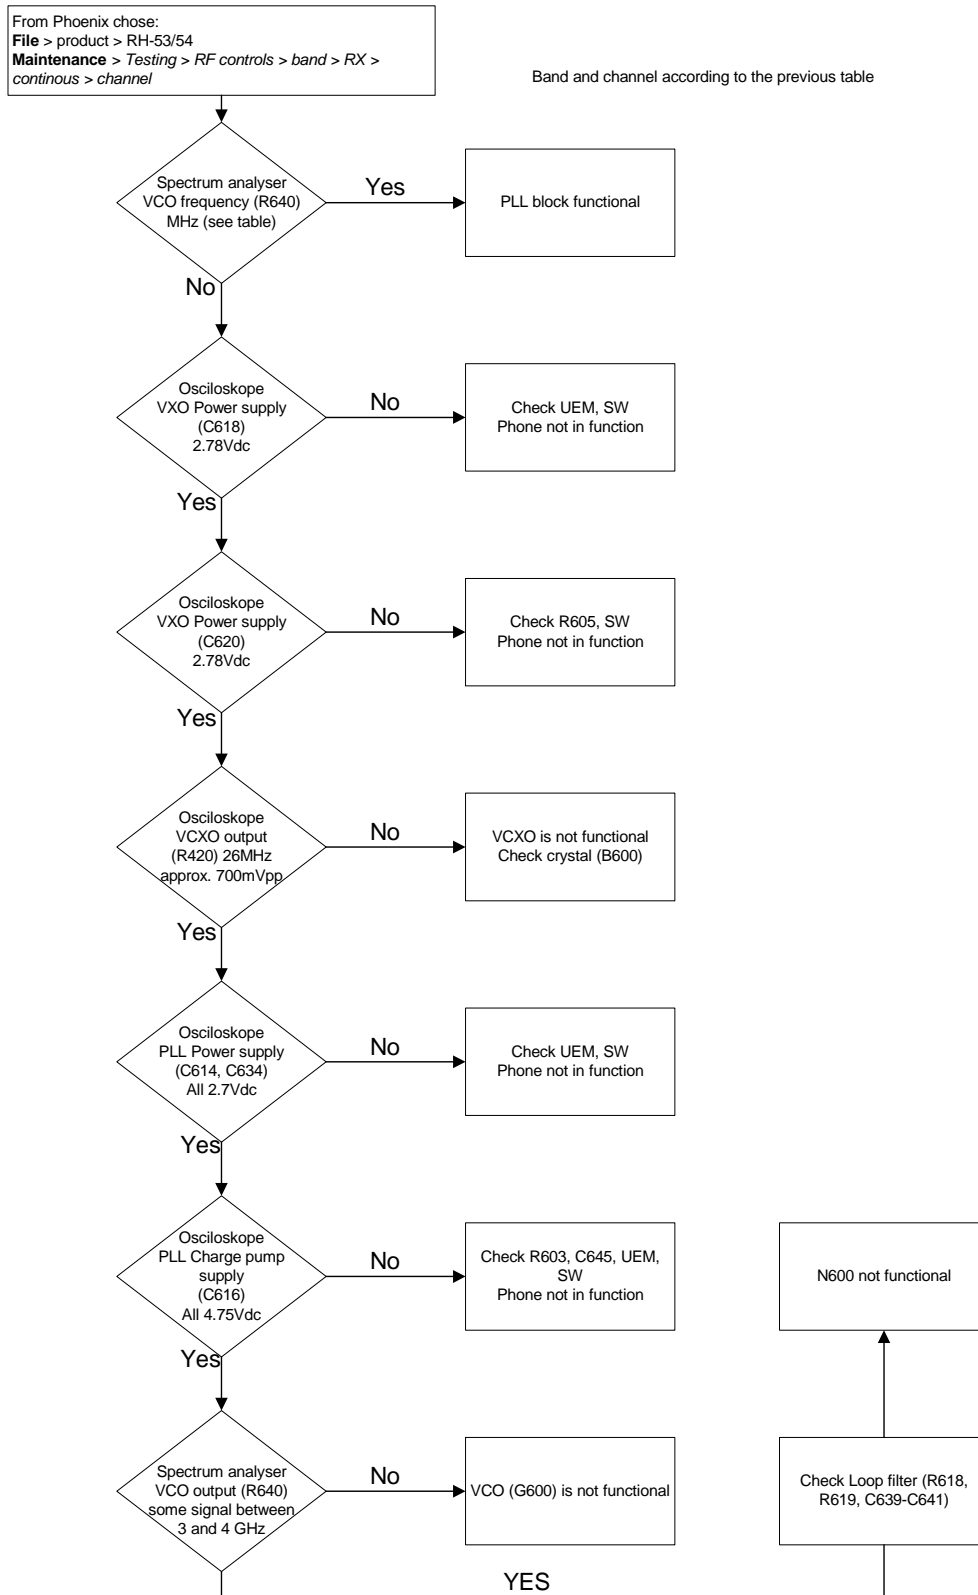 From Phoenix chose:
File > product > RH-53/54
Maintenance > Testing > RF controls > band > RX >
continous > channel
Band and channel according to the previous table
Spectrum analyser
VCO frequency (R640)
MHz (see table)
Yes
PLL block functional
No
Osciloskope
VXO Power supply
(C618)
2.78Vdc
No
Check UEM, SW
Phone not in function
Yes
Osciloskope
VXO Power supply
(C620)
2.78Vdc
No
Check R605, SW
Phone not in function
Yes
Osciloskope
VCXO output
(R420) 26MHz
approx. 700mVpp
No
VCXO is not functional
Check crystal (B600)
Yes
Osciloskope
PLL Power supply
(C614, C634)
All 2.7Vdc
No
Check UEM, SW
Phone not in function
Yes
Osciloskope
PLL Charge pump
supply
(C616)
All 4.75Vdc
No
Check R603, C645, UEM,
SW
Phone not in function
N600 not functional
Yes
Spectrum analyser
VCO output (R640)
some signal between
3 and 4 GHz
No
VCO (G600) is not functional
Check Loop filter (R618,
R619, C639-C641)
YES